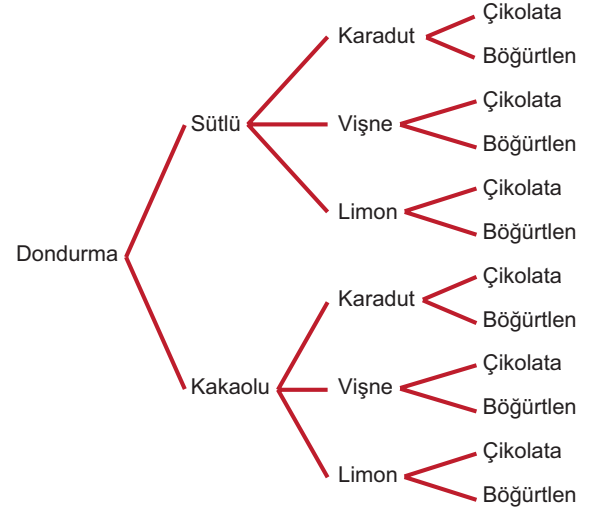 Çikolata
Karadut
Böğürtlen
Çikolata
Sütlü
Vişne
Böğürtlen
Çikolata
Limon
Böğürtlen
Dondurma
Çikolata
Karadut
Böğürtlen
Çikolata
Kakaolu
Vişne
Böğürtlen
Çikolata
Limon
Böğürtlen